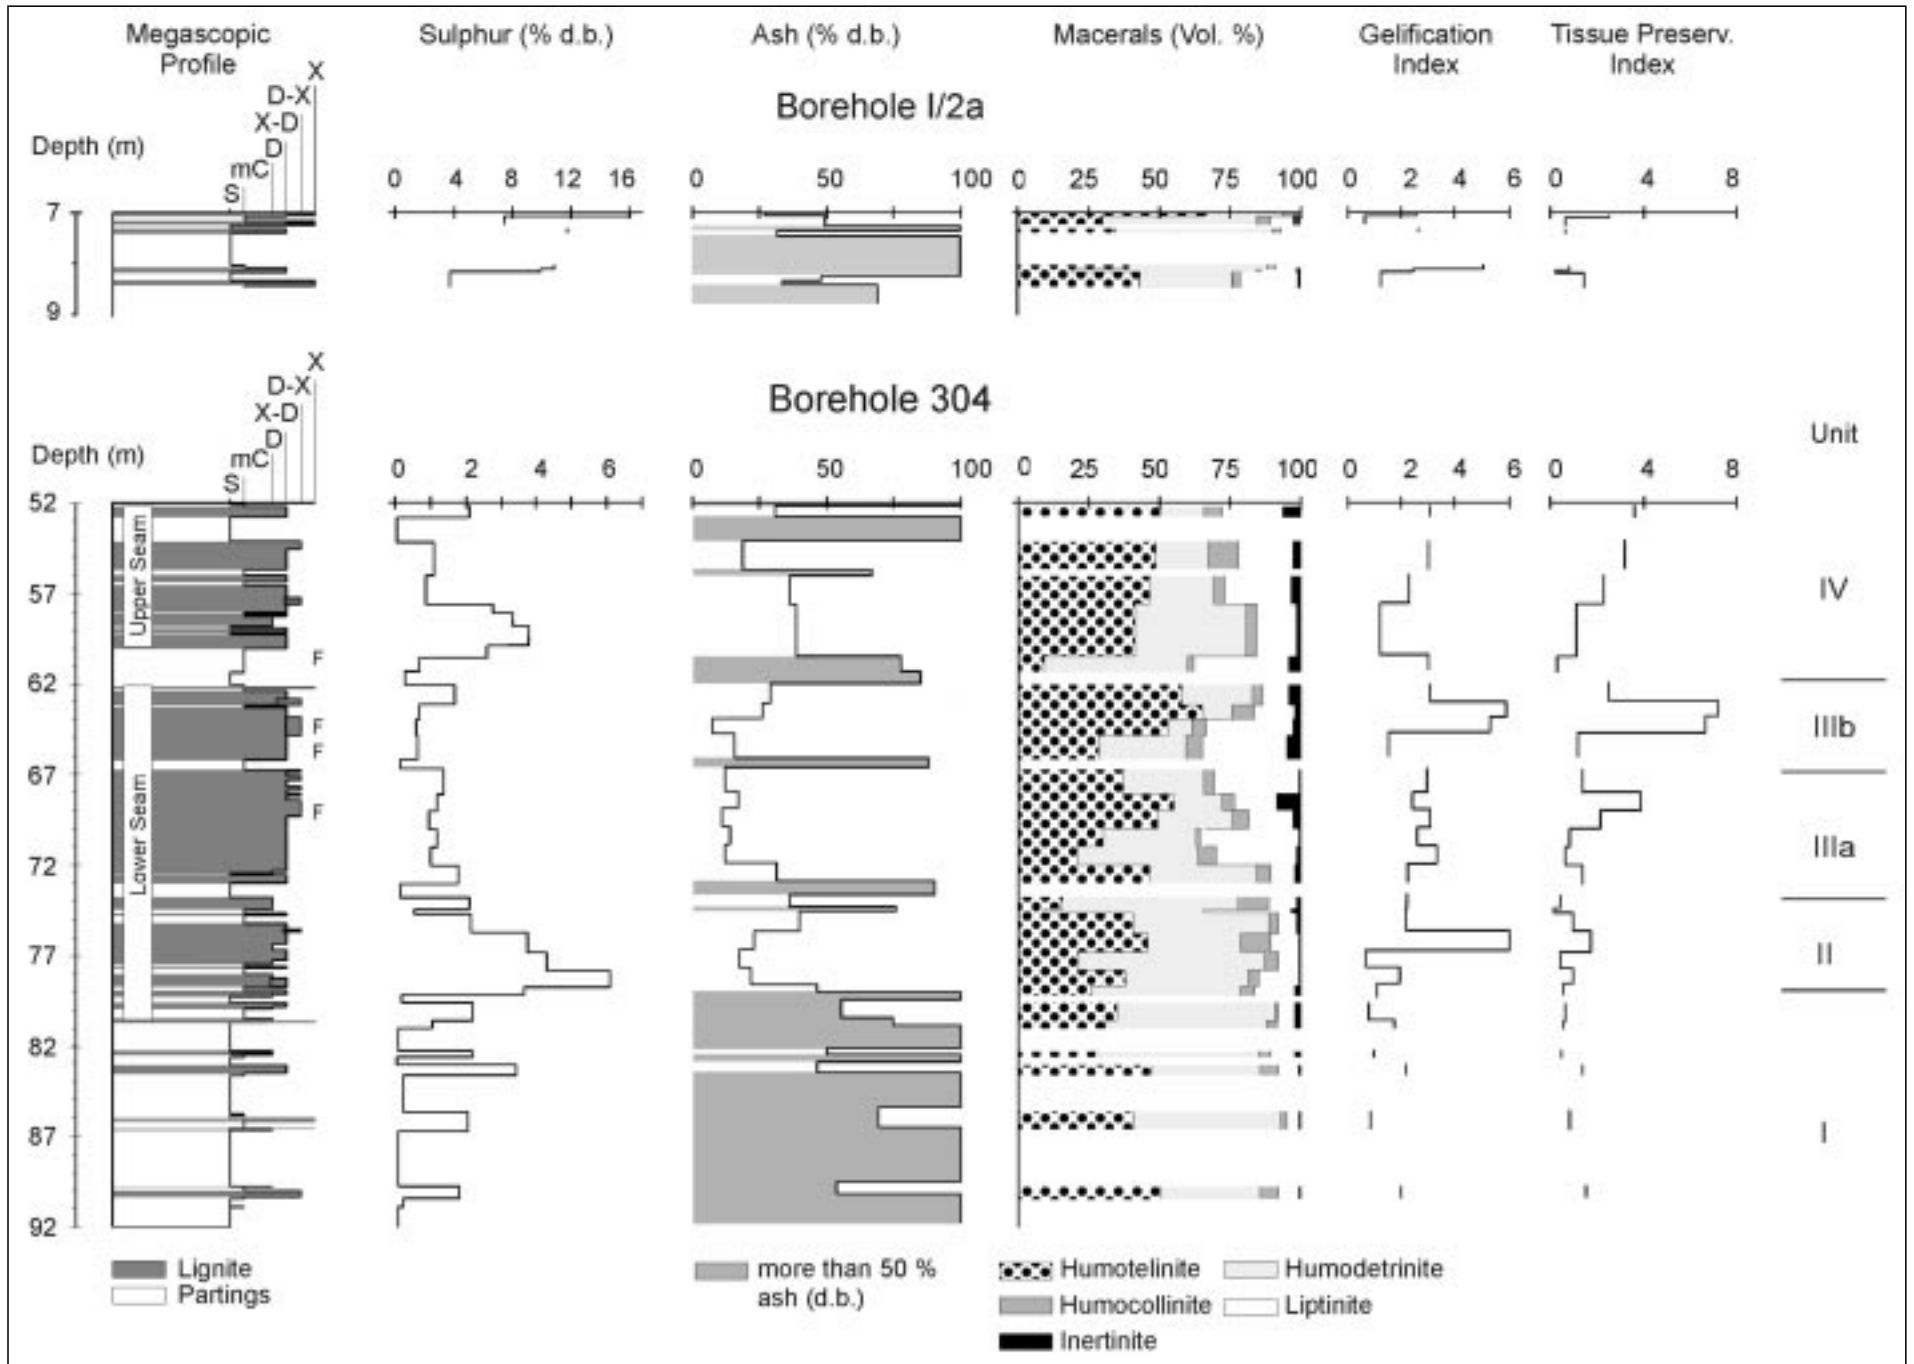 Megascopic Profile
Sulphur (% d.b.)
Ash (% d.b.)
Macerals (Vol. %)
Gelification Index
Tissue Preserv. Index
Borehole I/2a
X
D-X
X-D
D
mC
S
Depth (m)
0 4 8 12 16
0 50 100
0 25 50 75 100
0 2 4 6
0 4 8
7
9
Borehole 304
X
D-X
X-D
D
mC
S
Depth (m)
Unit
0 2 4 6
0 50 100
0 25 50 75 100
0 2 4 6
0 4 8
52
57
62
67
72
77
82
87
92
Upper Seam
Lower Seam
F
F
F
F
IV
IIIb
IIIa
II
I
Lignite
Partings
more than 50 %
ash (d.b.)
Humotelinite
Humodetrinite
Humocollinite
Liptinite
Inertinite